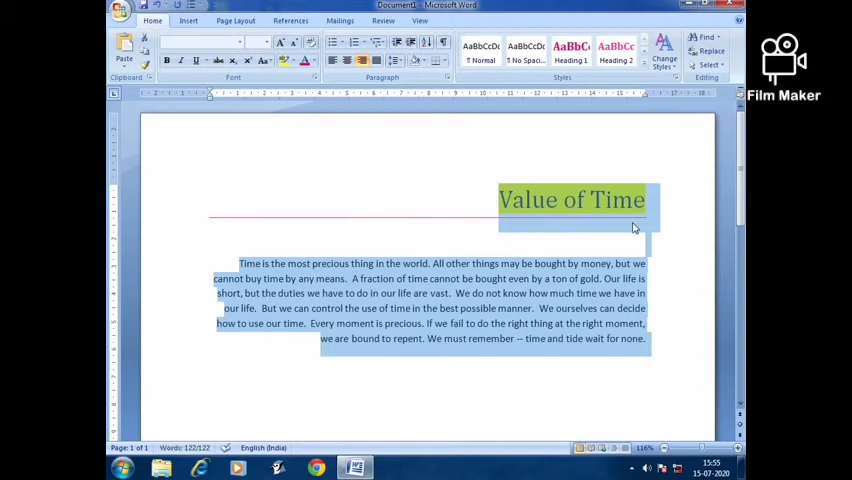 Document1 - Microsoft Word
Home Insert Page Layout References Mailings Review View
Paste
AaBbCcDc AaBbCcDc AaBbCc AaBbCc
¶ Normal ¶ No Spaci... Heading 1 Heading 2
Change
Styles
Find
Replace
Select
Clipboard Font Paragraph Styles Editing
Film Maker
Value of Time
Time is the most precious thing in the world. All other things may be bought by money, but we
cannot buy time by any means. A fraction of time cannot be bought even by a ton of gold. Our life is
short, but the duties we have to do in our life are vast. We do not know how much time we have in
our life. But we can control the use of time in the best possible manner. We ourselves can decide
how to use our time. Every moment is precious. If we fail to do the right thing at the right moment,
we are bound to repent. We must remember -- time and tide wait for none.
Page: 1 of 1 Words: 122/122 English (India) 116%
15:55
15-07-2020